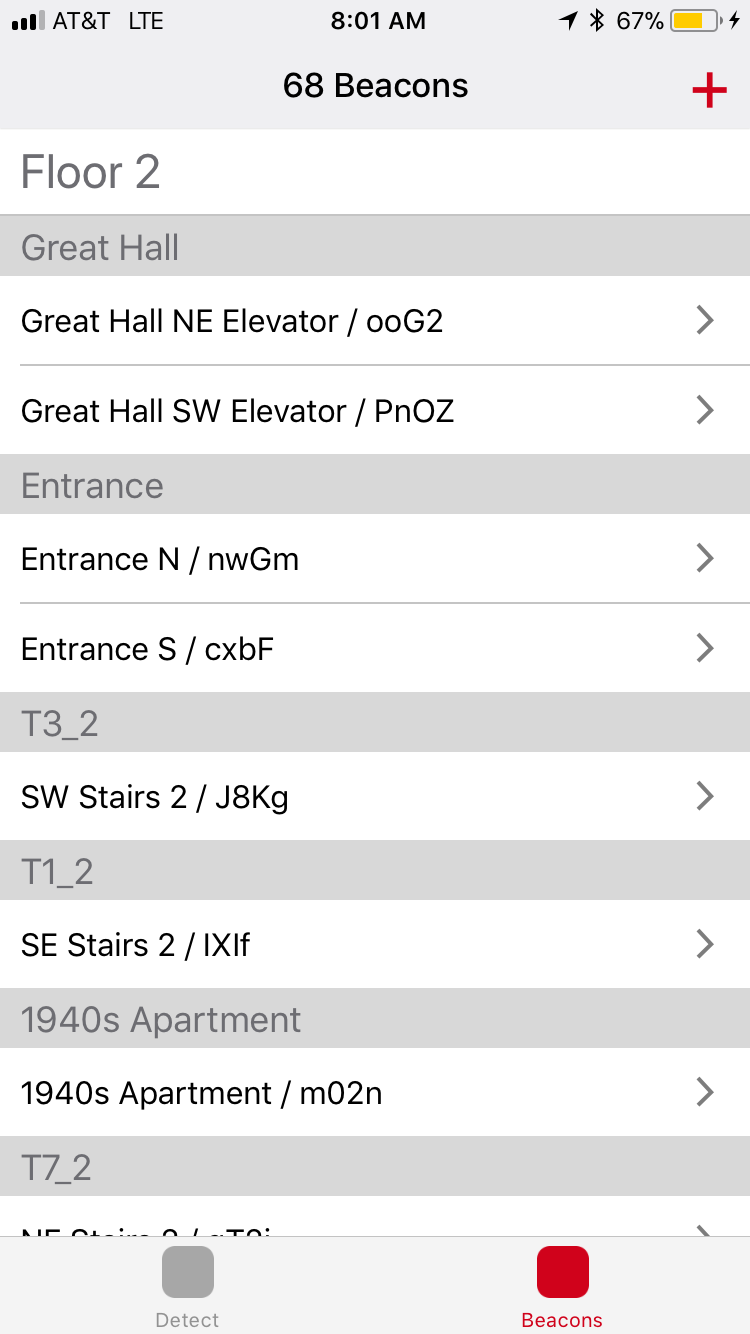 AT&T LTE 8:01 AM 67%
68 Beacons
Floor 2
Great Hall
Great Hall NE Elevator / ooG2
Great Hall SW Elevator / PnOZ
Entrance
Entrance N / nwGm
Entrance S / cxbF
T3_2
SW Stairs 2 / J8Kg
T1_2
SE Stairs 2 / IXIf
1940s Apartment
1940s Apartment / m02n
T7_2
NE Stairs 2 /
Detect Beacons